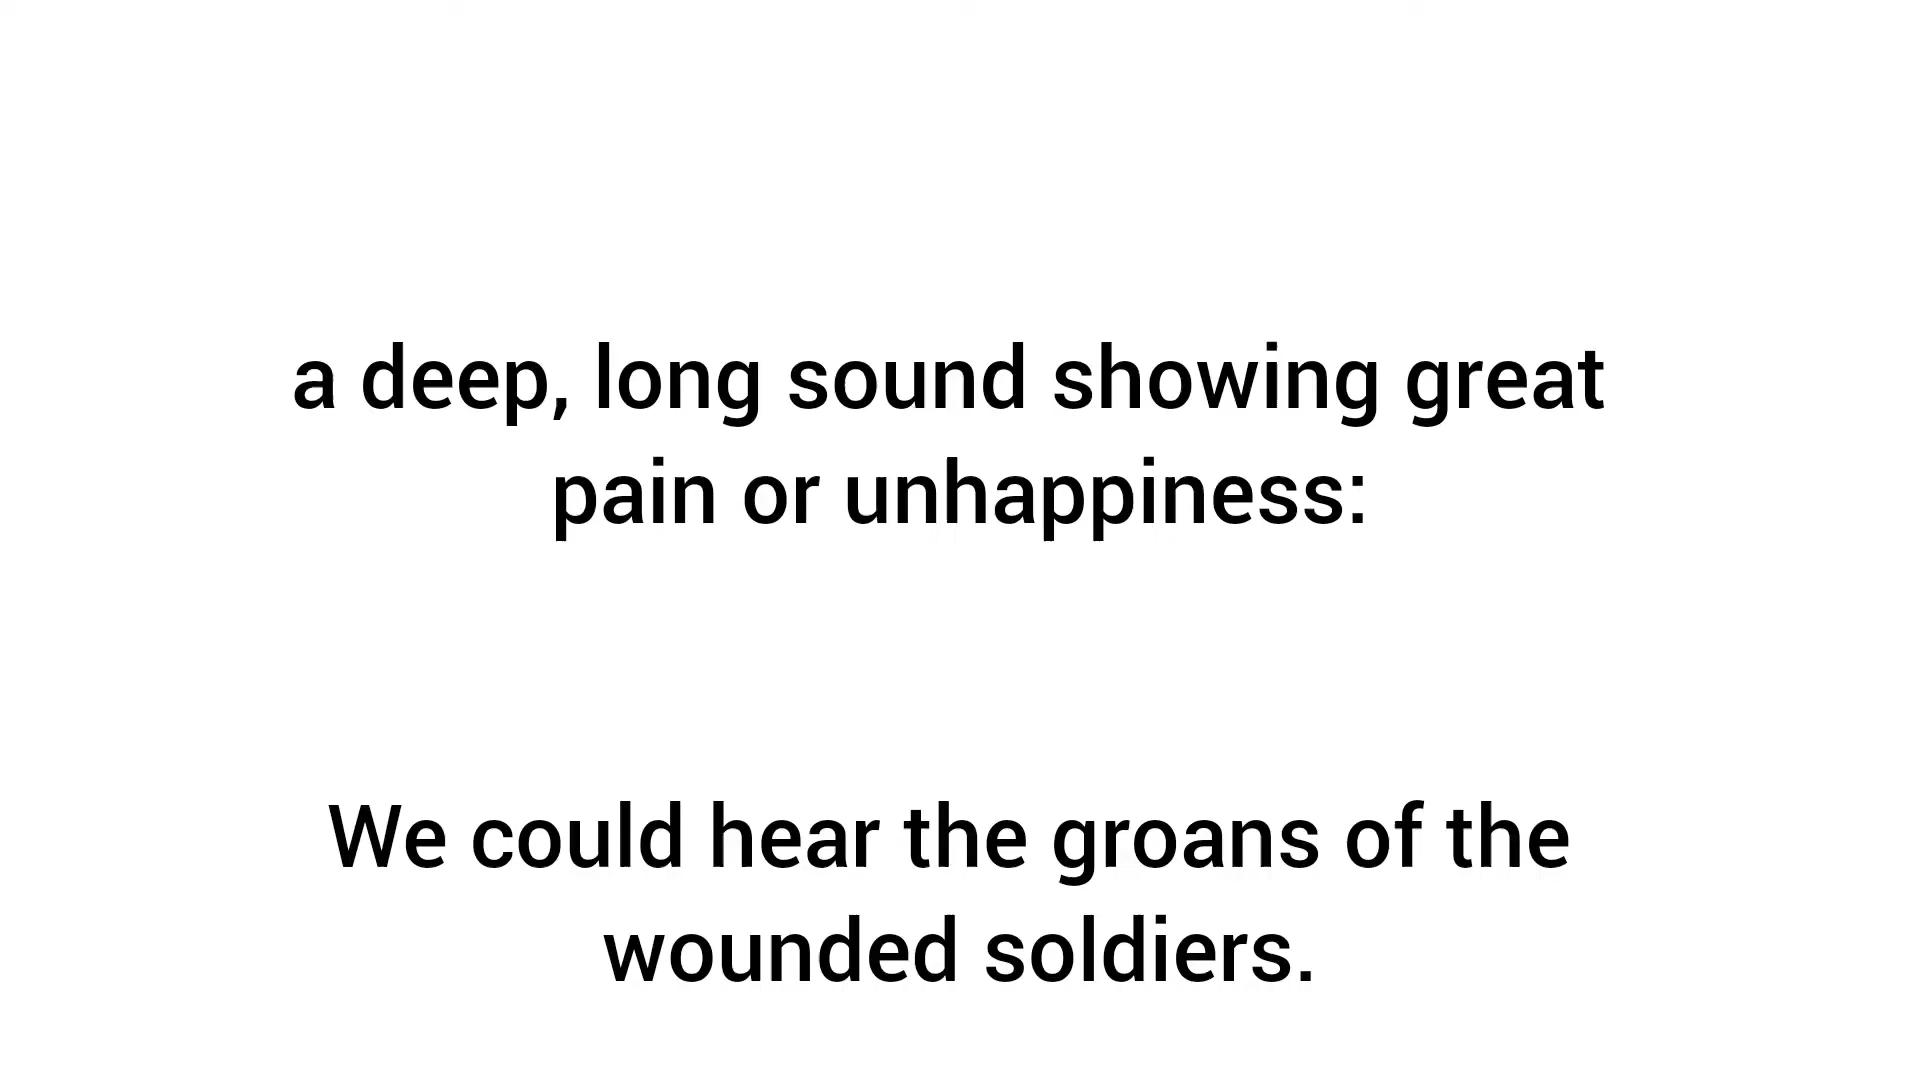 a deep, long sound showing great
pain or unhappiness:
We could hear the groans of the
wounded soldiers.